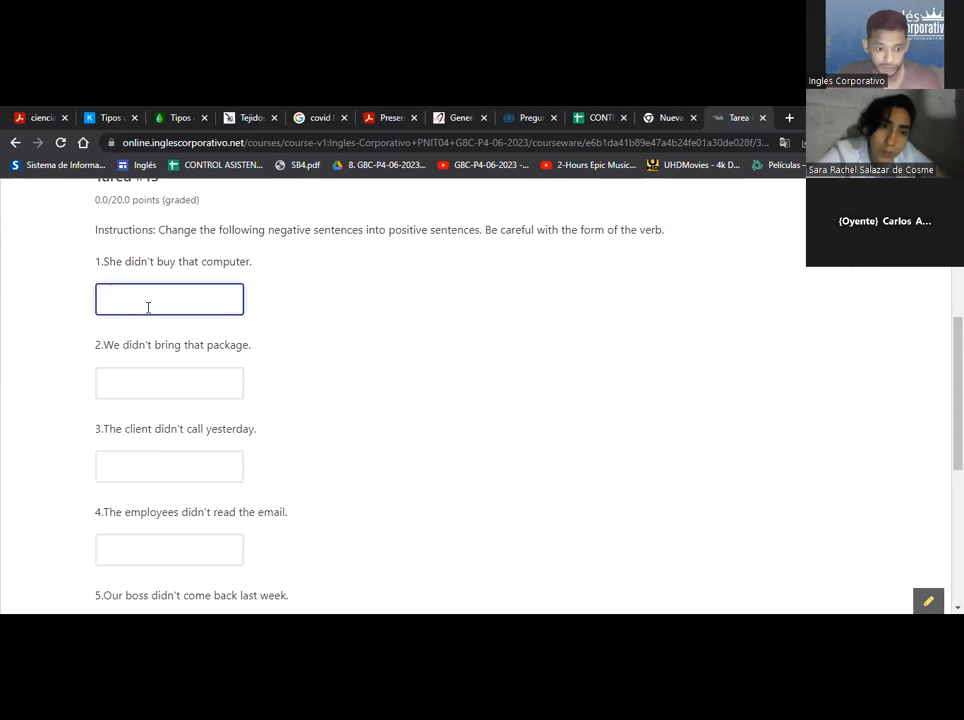 Ingles Corporativo
Sara Rachel Salazar de Cosme
{Oyente} Carlos A...
cienci
Tipos
Tipos
Tejidos
covid
Presen
Gener
Pregu
CONTI
Nueva
Tarea
online.inglescorporativo.net/courses/course-v1:Ingles-Corporativo+PNIT04+G8C-P4-06-2023/courseware/e6b1da41b89e47a4b24fe01a30de028f/3...
Sistema de Informa...
Inglés
CONTROL ASISTEN...
SB4.pdf
8. G8C-P4-06-2023...
G8C-P4-06-2023 -...
2-Hours Epic Music...
UHDMovies - 4k D...
Películas
0.0/20.0 points (graded)
Instructions: Change the following negative sentences into positive sentences. Be careful with the form of the verb.
1.She didn't buy that computer.
2.We didn't bring that package.
3.The client didn't call yesterday.
4.The employees didn't read the email.
5.Our boss didn't come back last week.